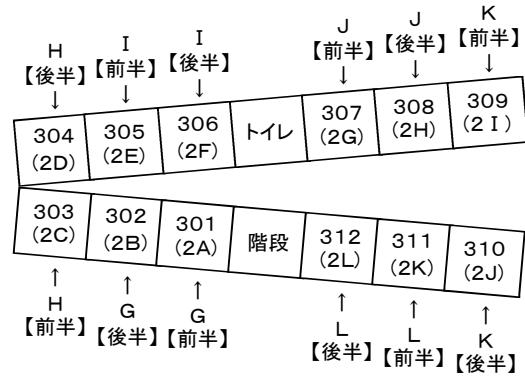 H
【後半】
↓
I
【前半】
↓
I
【後半】
↓
J
【前半】
↓
J
【後半】
↓
K
【前半】
↓
304
(2D)
305
(2E)
306
(2F)
トイレ
307
(2G)
308
(2H)
309
(2I)
303
(2C)
302
(2B)
301
(2A)
階段
312
(2L)
311
(2K)
310
(2J)
↑
H
【前半】
↑
G
【後半】
↑
G
【前半】
↑
L
【後半】
↑
L
【前半】
↑
K
【後半】